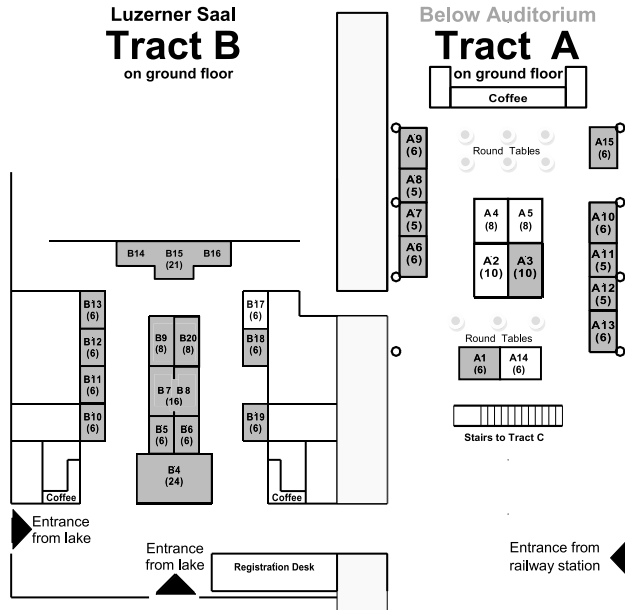 Luzerner Saal
Tract B
on ground floor
Below Auditorium
Tract A
on ground floor
Coffee
A9
(6)
A8
(5)
A7
(5)
A6
(6)
Round Tables
A15
(6)
A4
(8)
A5
(8)
A2
(10)
A3
(10)
A10
(6)
A11
(5)
A12
(5)
A13
(6)
Round Tables
A1
(6)
A14
(6)
Stairs to Tract C
B14 B15 B16
(21)
B13
(6)
B12
(6)
B11
(6)
B10
(6)
B9
(8)
B20
(8)
B7 B8
(16)
B5
(6)
B6
(6)
B4
(24)
B17
(6)
B18
(6)
B19
(6)
Coffee
Coffee
Entrance
from lake
Entrance
from lake
Registration Desk
Entrance from
railway station